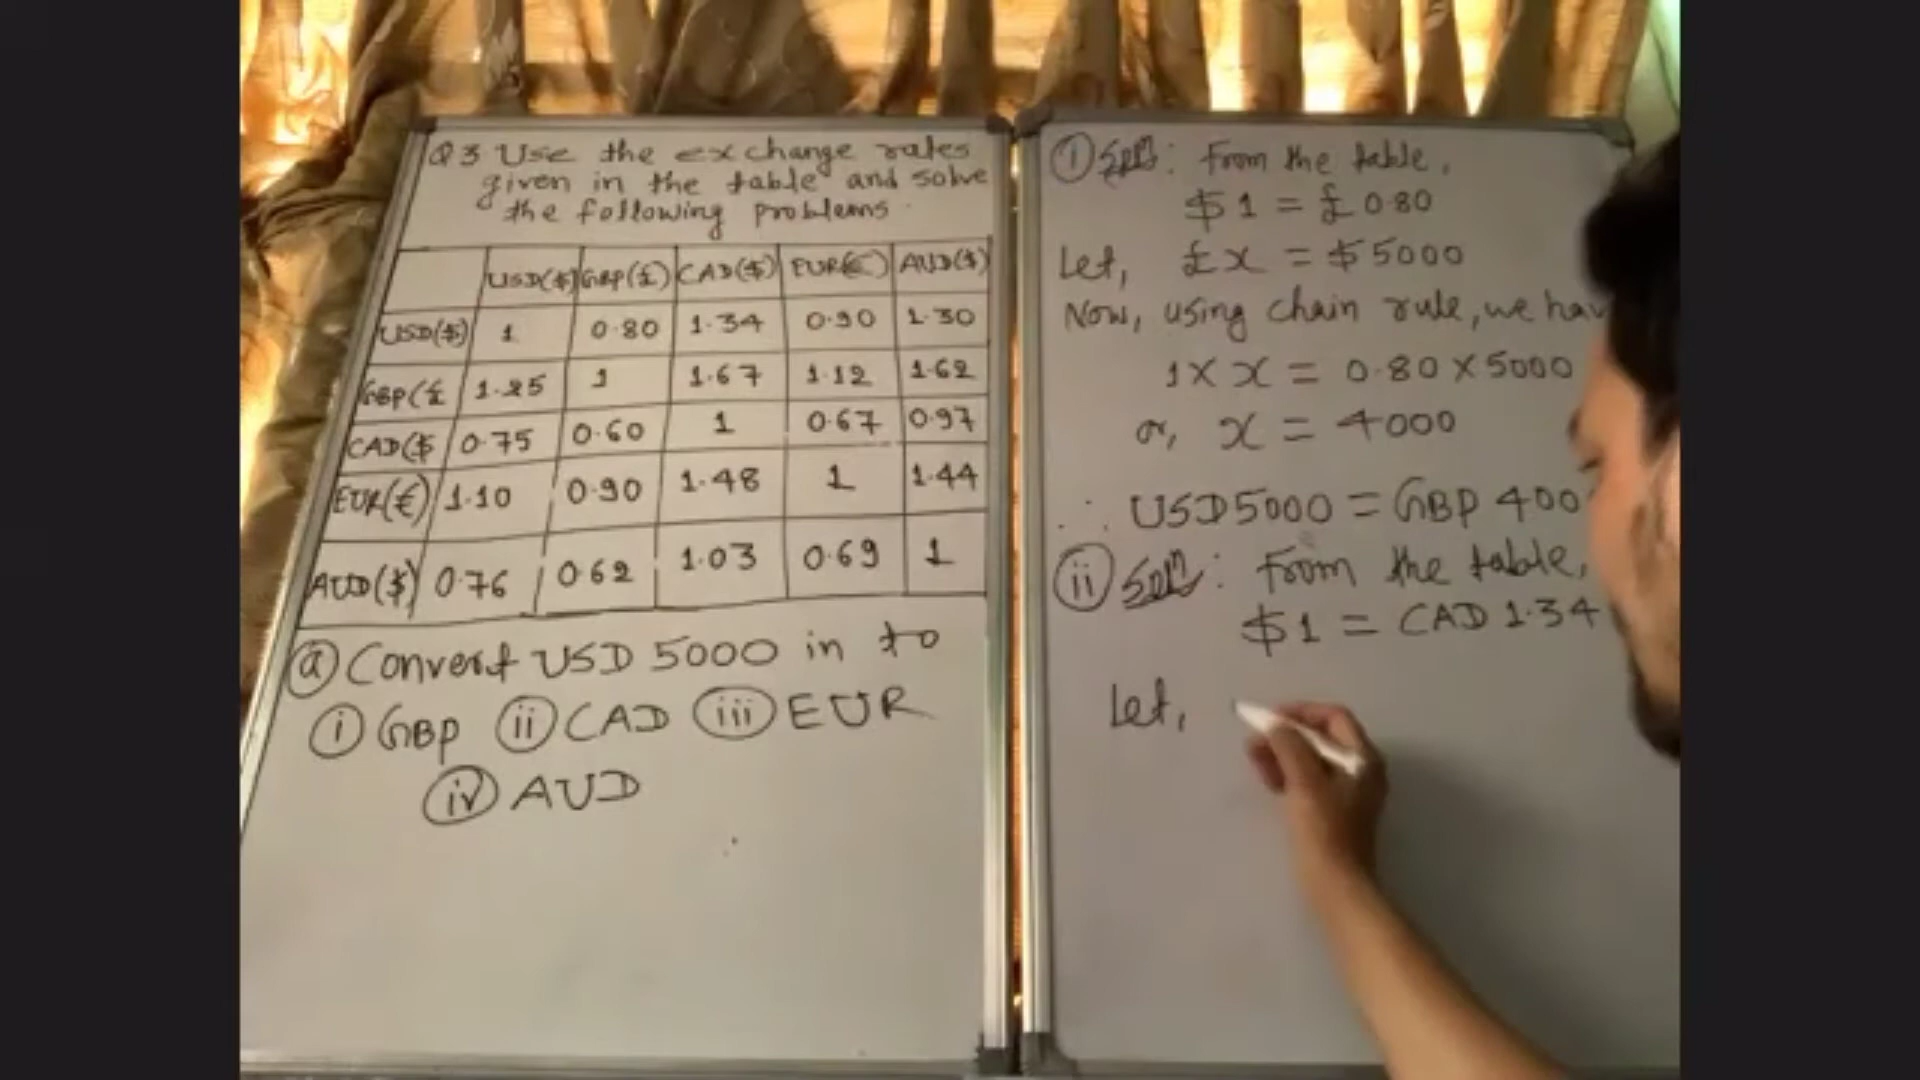 Q3 Use the exchange rates
given in the table and solve
the following problems.
USD($) GBP(£) CAD($) EUR(€) AUD($)
USD($) 1 0.80 1.34 0.90 1.30
GBP(£ 1.25 1 1.67 1.12 1.62
CAD($ 0.75 0.60 1 0.67 0.97
EUR(€) 1.10 0.90 1.48 1 1.44
AUD($) 0.76 0.62 1.03 0.69 1
(a) Convert USD 5000 in to
(i) GBP (ii) CAD (iii) EUR
(iv) AUD
(i) Solⁿ: From the table,
$1 = £0.80
Let, £x = $5000
Now, using chain rule, we hav
1 × x = 0.80 × 5000
or, x = 4000
∴ USD 5000 = GBP 400
(ii) Solⁿ: From the table,
$1 = CAD 1.34
Let,